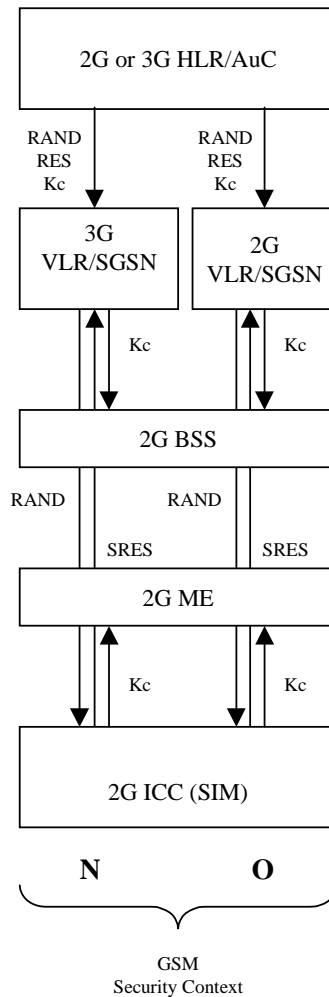 2G or 3G HLR/AuC
RAND
RES
Kc
RAND
RES
Kc
3G
VLR/SGSN
2G
VLR/SGSN
Kc
Kc
2G BSS
RAND
RAND
SRES
SRES
2G ME
Kc
Kc
2G ICC (SIM)
N
O
GSM
Security Context